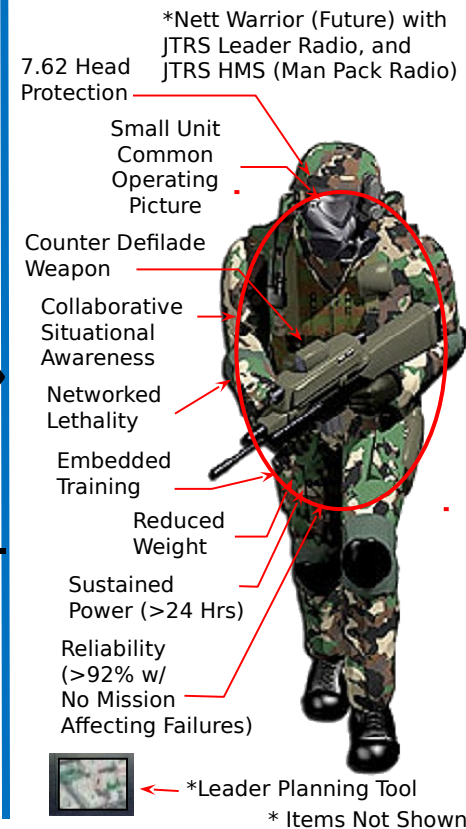 *Nett Warrior (Future) with
JTRS Leader Radio, and
JTRS HMS (Man Pack Radio)
7.62 Head
Protection
Small Unit
Common
Operating
Picture
Counter Defilade
Weapon
Collaborative
Situational
Awareness
Networked
Lethality
Embedded
Training
Reduced
Weight
Sustained
Power (>24 Hrs)
Reliability
(>92% w/
No Mission
Affecting Failures)
*Leader Planning Tool
* Items Not Shown